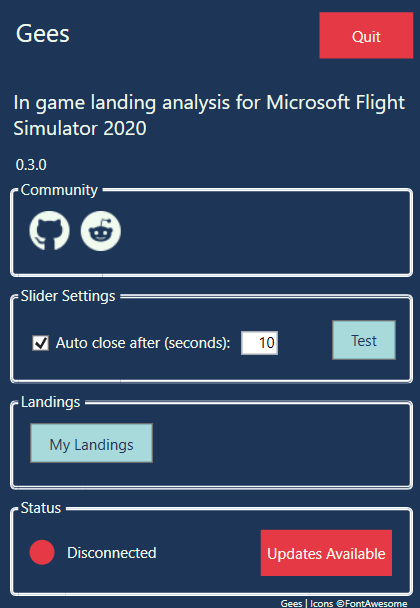 Gees
Quit
In game landing analysis for Microsoft Flight
Simulator 2020
0.3.0
Community
Slider Settings
Auto close after (seconds): 10
Test
Landings
My Landings
Status
Disconnected
Updates Available
Gees | Icons ©FontAwesome